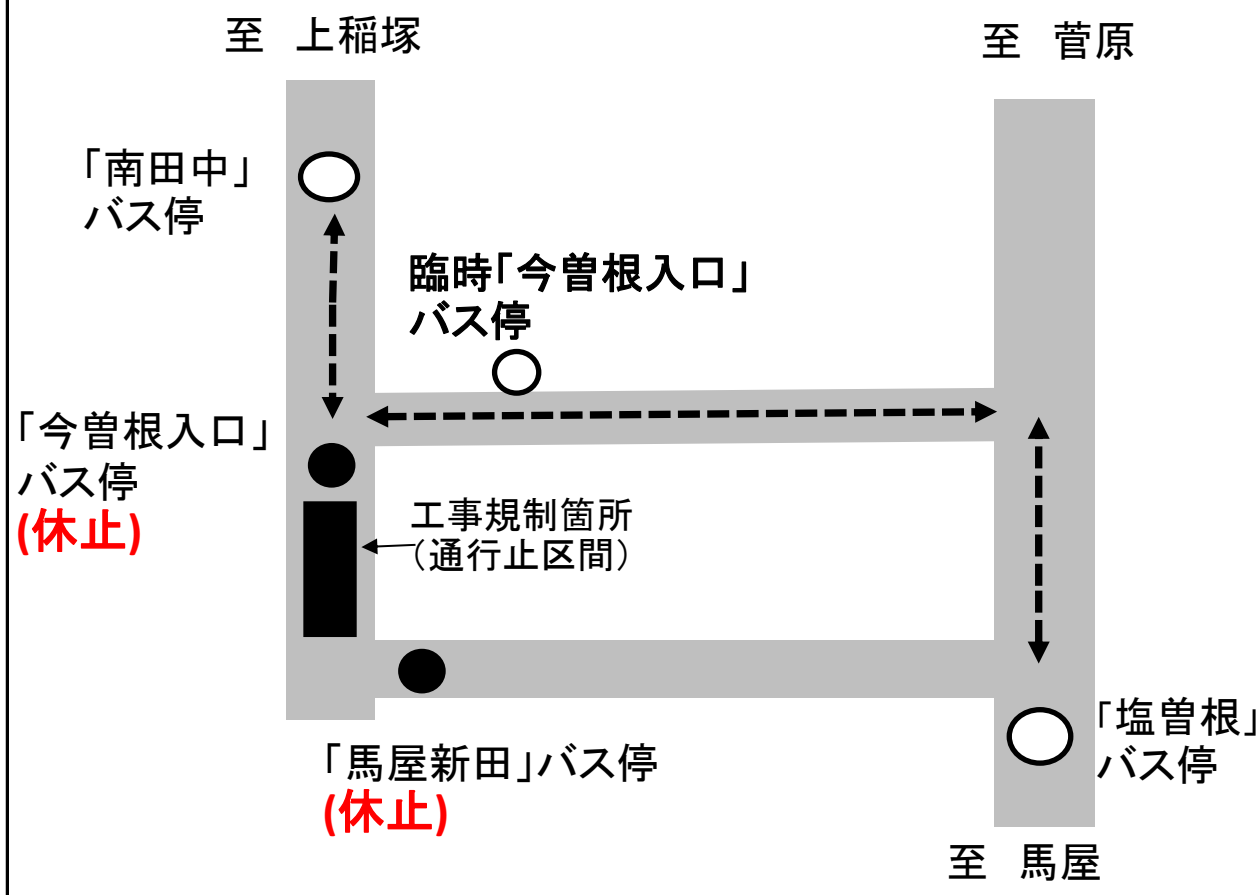 至　上稲塚
至　菅原
「南田中」
バス停
臨時「今曽根入口」
バス停
「今曽根入口」
バス停
(休止)
工事規制箇所
（通行止区間）
「馬屋新田」バス停
(休止)
「塩曽根」
バス停
至　馬屋